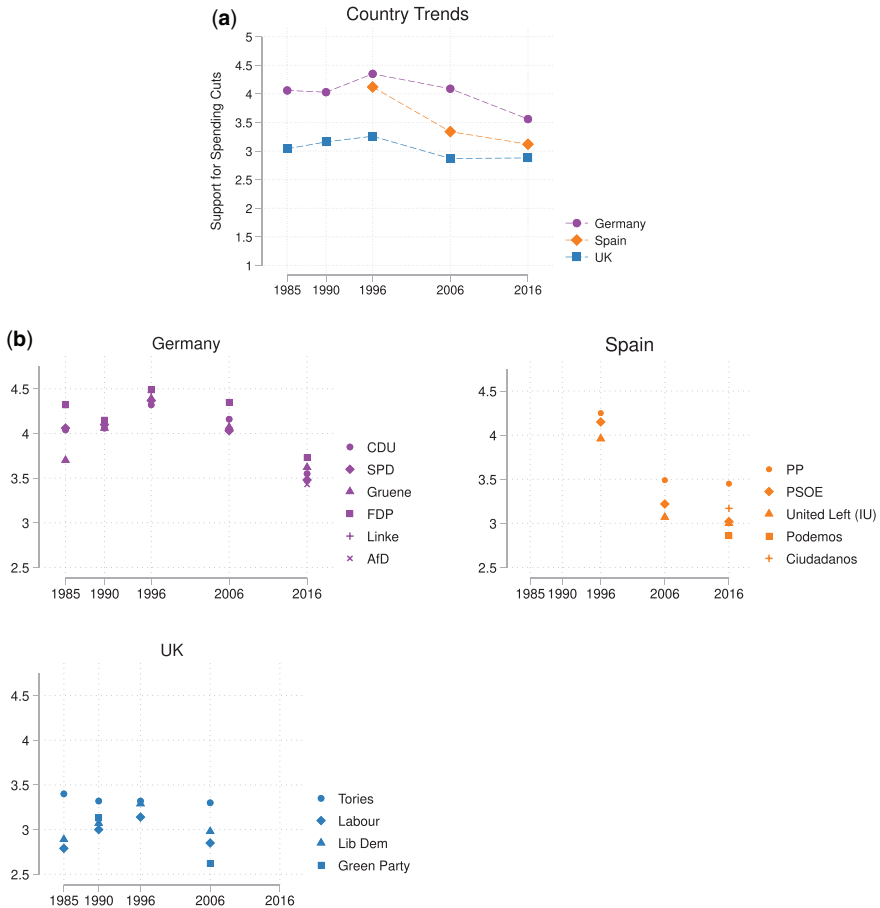 (a)
Country Trends
Support for Spending Cuts
5
4.5
4
3.5
3
2.5
2
1.5
1
1985 1990 1996 2006 2016
Germany
Spain
UK
(b)
Germany
4.5
4
3.5
3
2.5
1985 1990 1996 2006 2016
CDU
SPD
Gruene
FDP
Linke
AfD
Spain
4.5
4
3.5
3
2.5
1985 1990 1996 2006 2016
PP
PSOE
United Left (IU)
Podemos
Ciudadanos
UK
4.5
4
3.5
3
2.5
1985 1990 1996 2006 2016
Tories
Labour
Lib Dem
Green Party